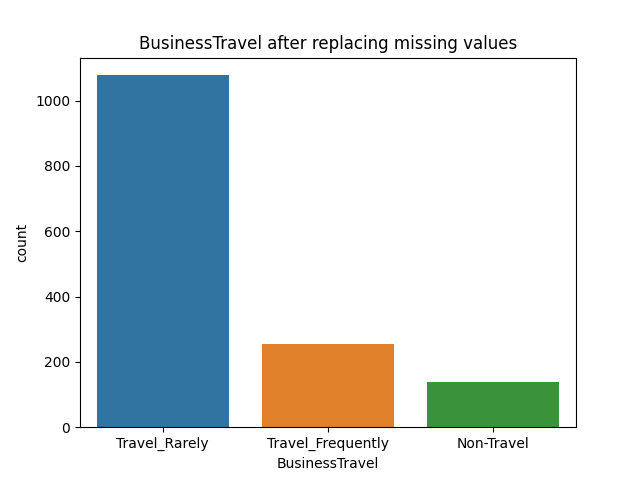 BusinessTravel after replacing missing values
1000
800
600
400
200
0
count
Travel_Rarely
Travel_Frequently
Non-Travel
BusinessTravel